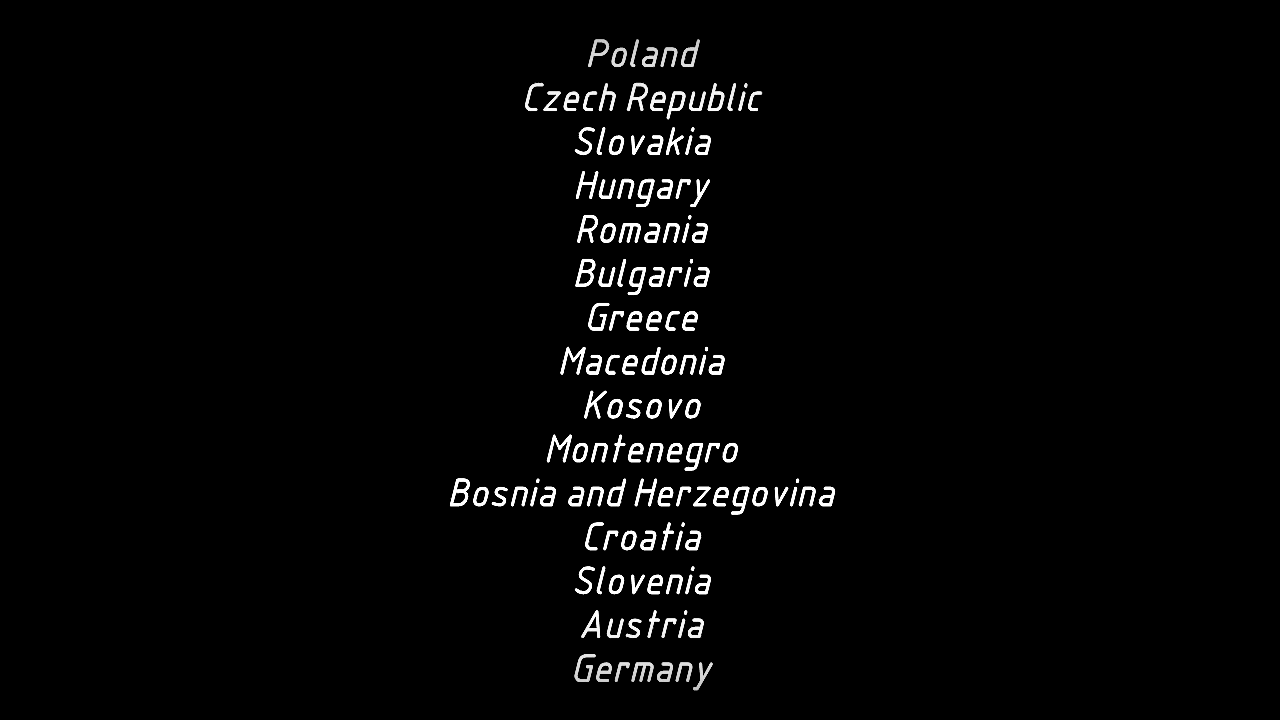 Poland
Czech Republic
Slovakia
Hungary
Romania
Bulgaria
Greece
Macedonia
Kosovo
Montenegro
Bosnia and Herzegovina
Croatia
Slovenia
Austria
Germany